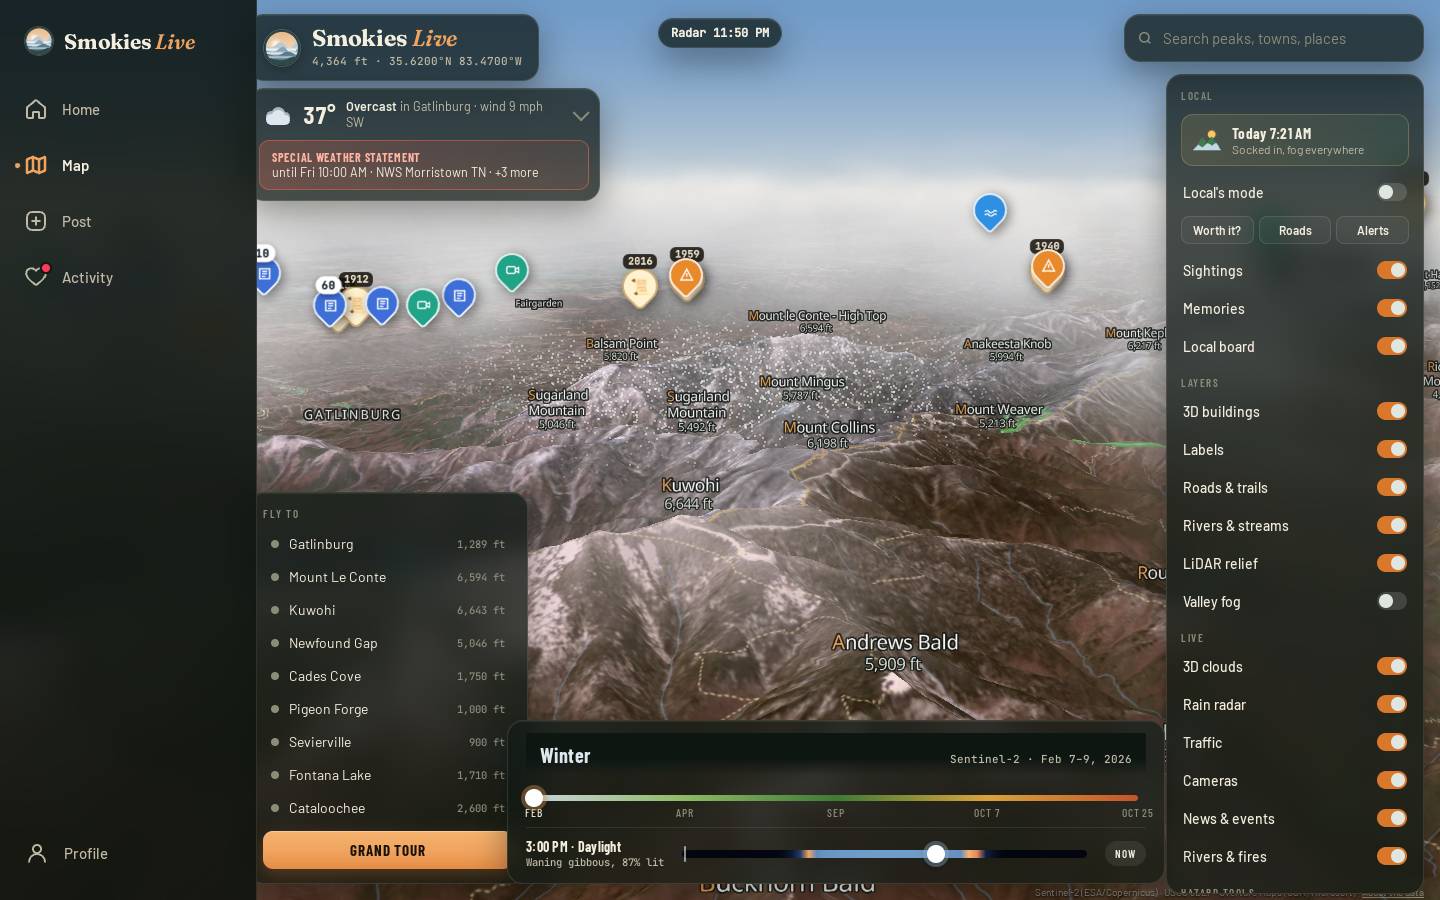 Smokies Live
Home
Map
Post
Activity
Profile
Smokies Live
4,364 ft · 35.6200°N 83.4700°W
37° Overcast in Gatlinburg · wind 9 mph
SW
SPECIAL WEATHER STATEMENT
until Fri 10:00 AM · NWS Morristown TN · +3 more
Radar 11:50 PM
Search peaks, towns, places
10
60
1912
2016
1959
1940
Fairgarden
Mount le Conte - High Top
6,594 ft
Balsam Point
5,820 ft
Anakeesta Knob
5,994 ft
Mount Kep
6,217 ft
Mount Mingus
5,787 ft
Sugarland
Mountain
5,046 ft
Sugarland
Mountain
5,492 ft
Mount Weaver
5,213 ft
GATLINBURG
Mount Collins
6,198 ft
Kuwohi
6,644 ft
Rou
Andrews Bald
5,909 ft
Buckhorn Bald
FLY TO
Gatlinburg 1,289 ft
Mount Le Conte 6,594 ft
Kuwohi 6,643 ft
Newfound Gap 5,046 ft
Cades Cove 1,750 ft
Pigeon Forge 1,000 ft
Sevierville 900 ft
Fontana Lake 1,710 ft
Cataloochee 2,600 ft
GRAND TOUR
Winter
Sentinel-2 · Feb 7–9, 2026
FEB APR SEP OCT 7 OCT 25
3:00 PM · Daylight
Waning gibbous, 87% lit
NOW
LOCAL
Today 7:21 AM
Socked in, fog everywhere
Local's mode
Worth it? Roads Alerts
Sightings
Memories
Local board
LAYERS
3D buildings
Labels
Roads & trails
Rivers & streams
LiDAR relief
Valley fog
LIVE
3D clouds
Rain radar
Traffic
Cameras
News & events
Rivers & fires
HAZARD TOOLS
Sentinel-2 (ESA/Copernicus)